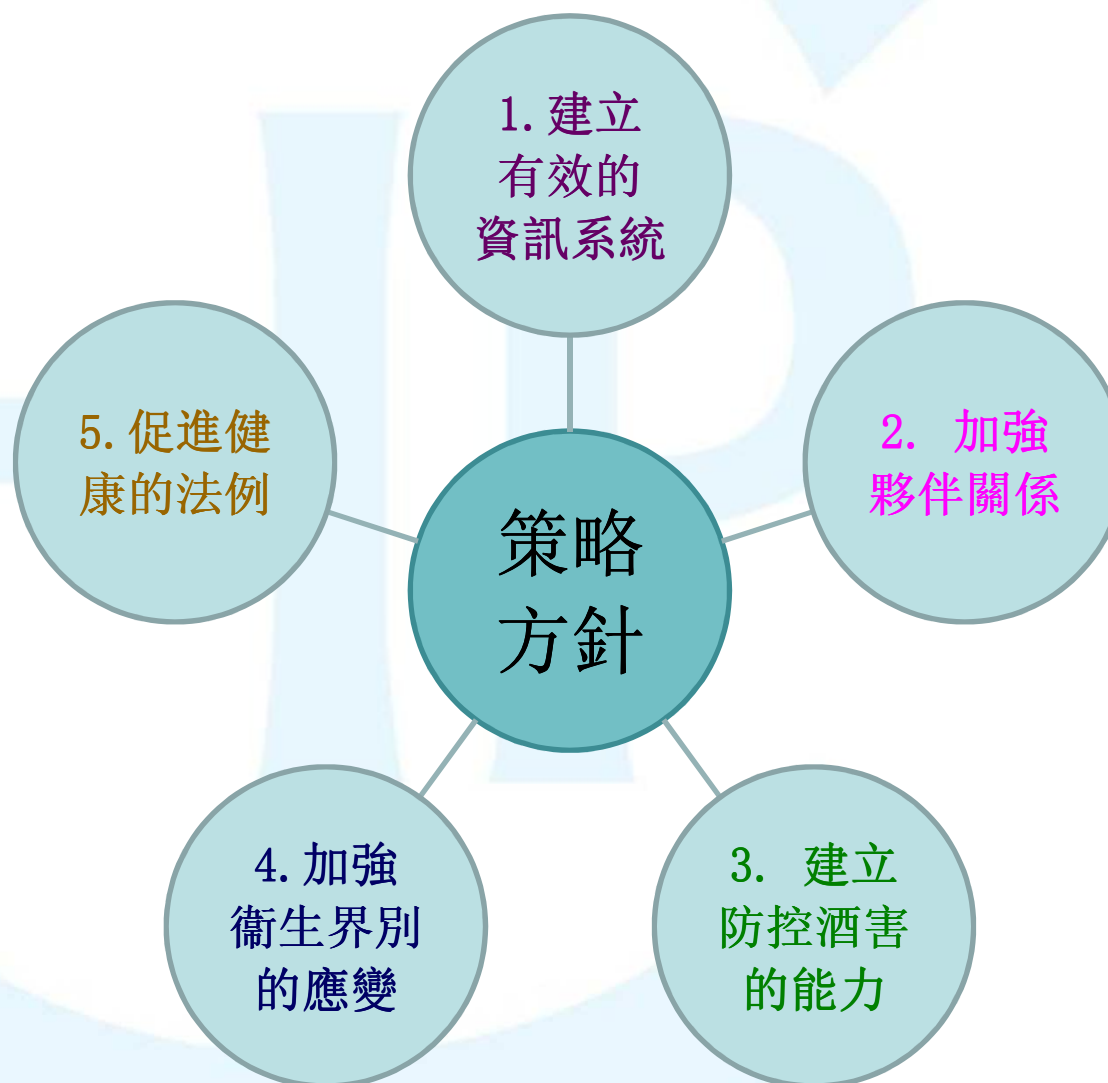 1. 建立
有效的
資訊系統
2. 加強
夥伴關係
3. 建立
防控酒害
的能力
4. 加強
衞生界別
的應變
5. 促進健
康的法例
策略
方針